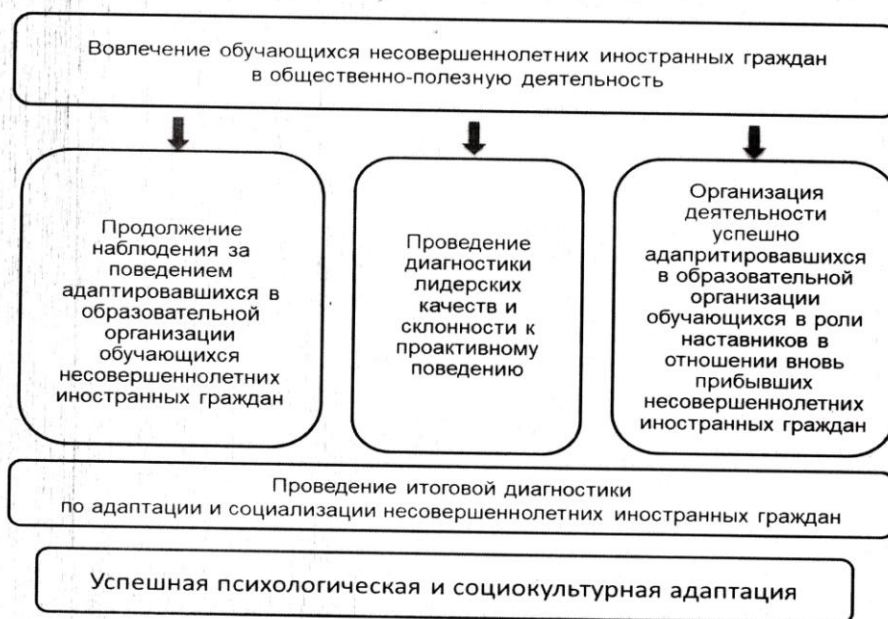 Вовлечение обучающихся несовершеннолетних иностранных граждан
в общественно-полезную деятельность
Продолжение
наблюдения за
поведением
адаптировавшихся в
образовательной
организации
обучающихся
несовершеннолетних
иностранных граждан
Проведение
диагностики
лидерских
качеств и
склонности к
проактивному
поведению
Организация
деятельности
успешно
адапритировавшихся
в образовательной
организации
обучающихся в роли
наставников в
отношении вновь
прибывших
несовершеннолетних
иностранных граждан
Проведение итоговой диагностики
по адаптации и социализации несовершеннолетних иностранных граждан
Успешная психологическая и социокультурная адаптация